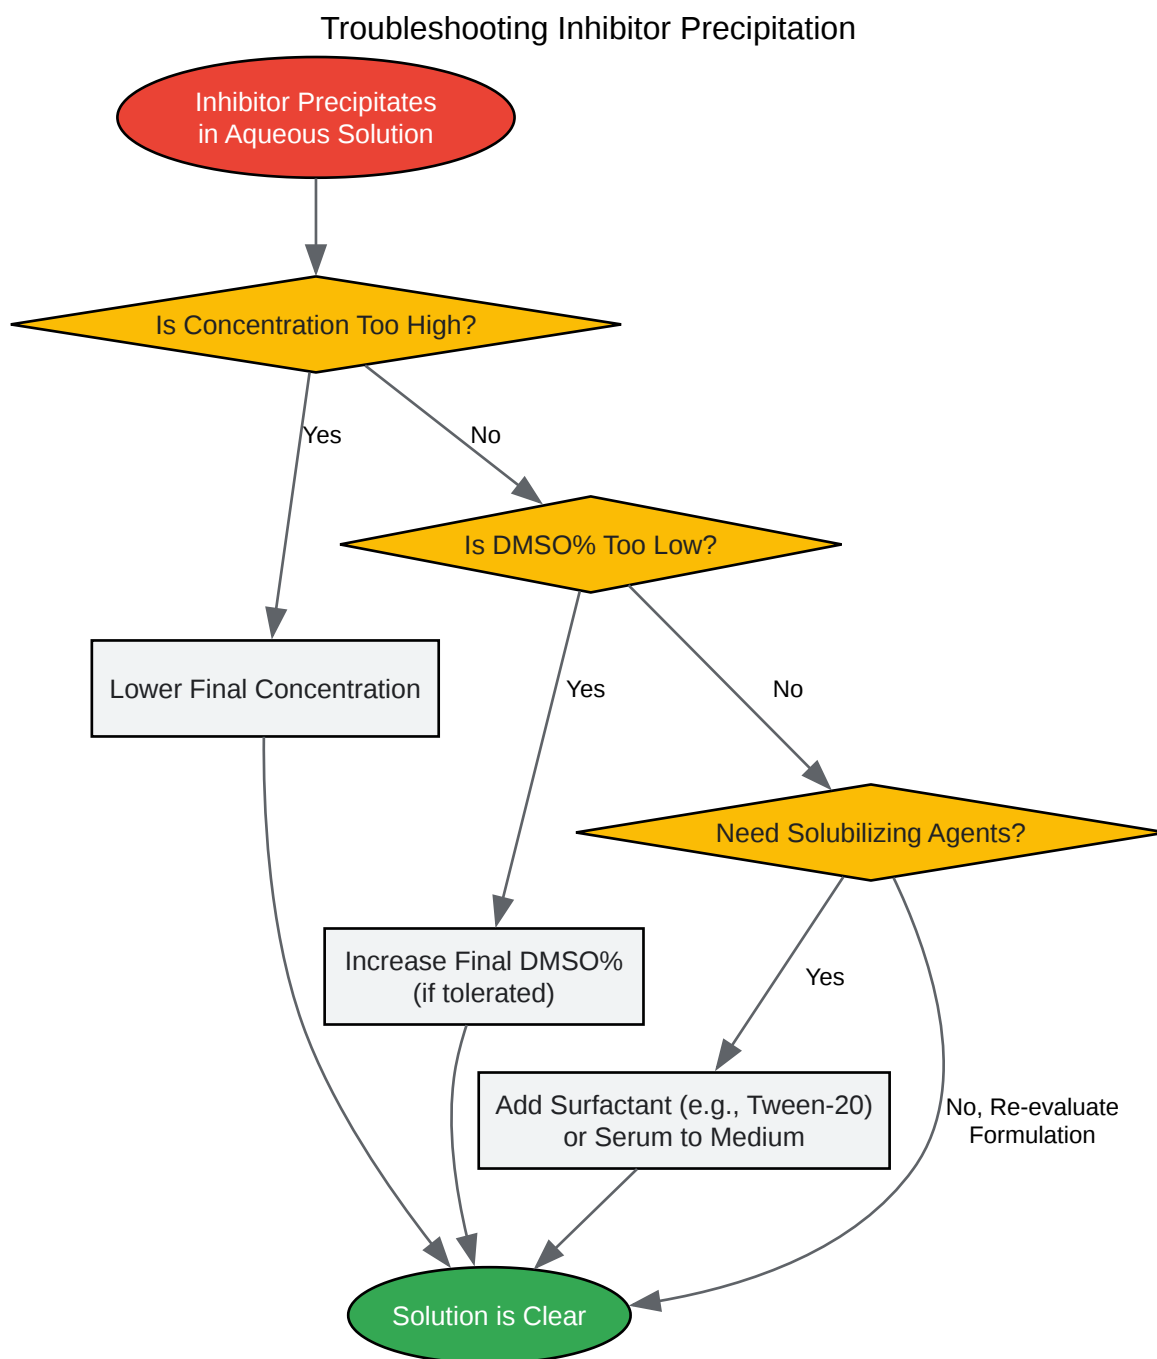 Troubleshooting Inhibitor Precipitation
Inhibitor Precipitates
in Aqueous Solution
Is Concentration Too High?
Yes
No
Is DMSO% Too Low?
Lower Final Concentration
Yes
No
Need Solubilizing Agents?
Increase Final DMSO%
(if tolerated)
Yes
Add Surfactant (e.g., Tween-20)
or Serum to Medium
No, Re-evaluate
Formulation
Solution is Clear